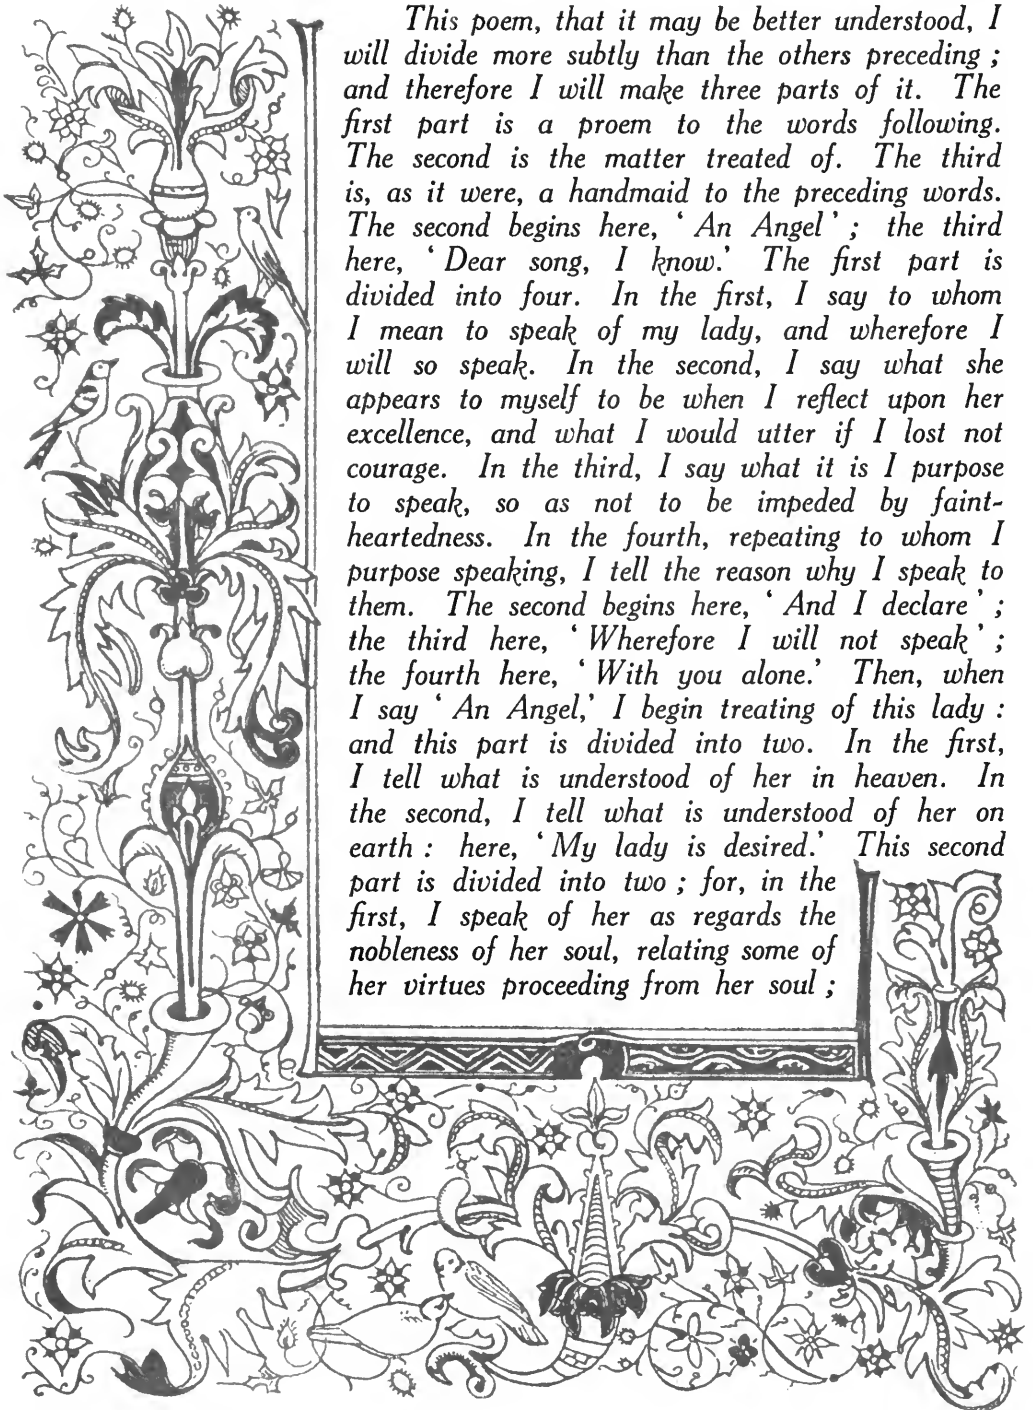 This poem, that it may be better understood, I
will divide more subtly than the others preceding ;
and therefore I will make three parts of it. The
first part is a proem to the words following.
The second is the matter treated of. The third
is, as it were, a handmaid to the preceding words.
The second begins here, ‘ An Angel ’ ; the third
here, ‘ Dear song, I know.’ The first part is
divided into four. In the first, I say to whom
I mean to speak of my lady, and wherefore I
will so speak. In the second, I say what she
appears to myself to be when I reflect upon her
excellence, and what I would utter if I lost not
courage. In the third, I say what it is I purpose
to speak, so as not to be impeded by faint-
heartedness. In the fourth, repeating to whom I
purpose speaking, I tell the reason why I speak to
them. The second begins here, ‘ And I declare ’ ;
the third here, ‘ Wherefore I will not speak ’ ;
the fourth here, ‘ With you alone.’ Then, when
I say ‘ An Angel,’ I begin treating of this lady :
and this part is divided into two. In the first,
I tell what is understood of her in heaven. In
the second, I tell what is understood of her on
earth : here, ‘ My lady is desired.’ This second
part is divided into two ; for, in the
first, I speak of her as regards the
nobleness of her soul, relating some of
her virtues proceeding from her soul ;